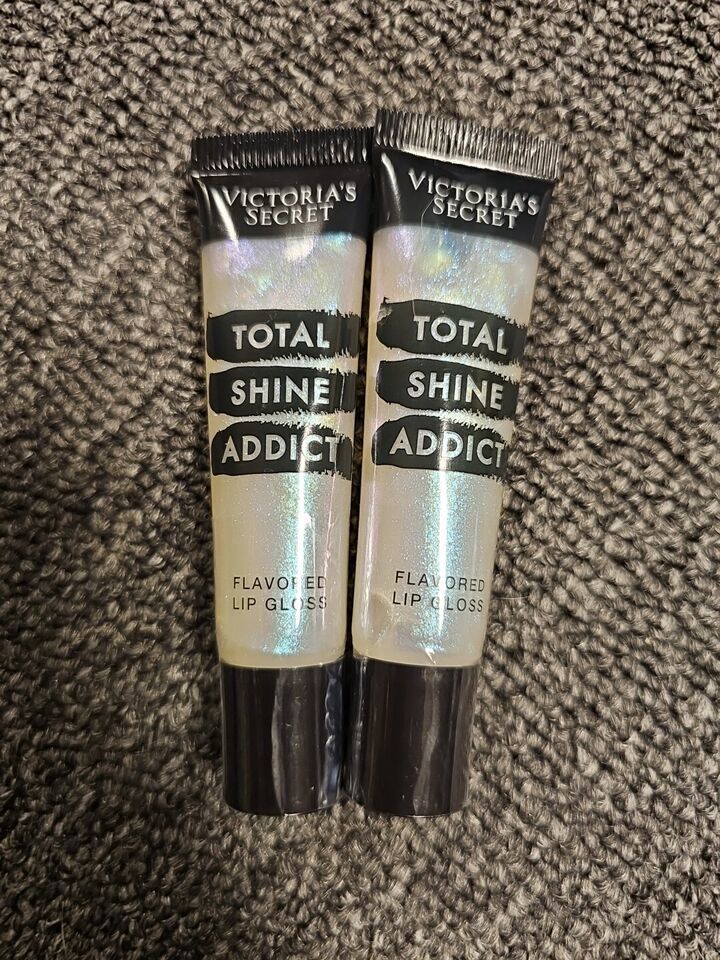 VICTORIA'S
SECRET
TOTAL
SHINE
ADDICT
FLAVORED
LIP GLOSS
VICTORIA'S
SECRET
TOTAL
SHINE
ADDICT
FLAVORED
LIP GLOSS